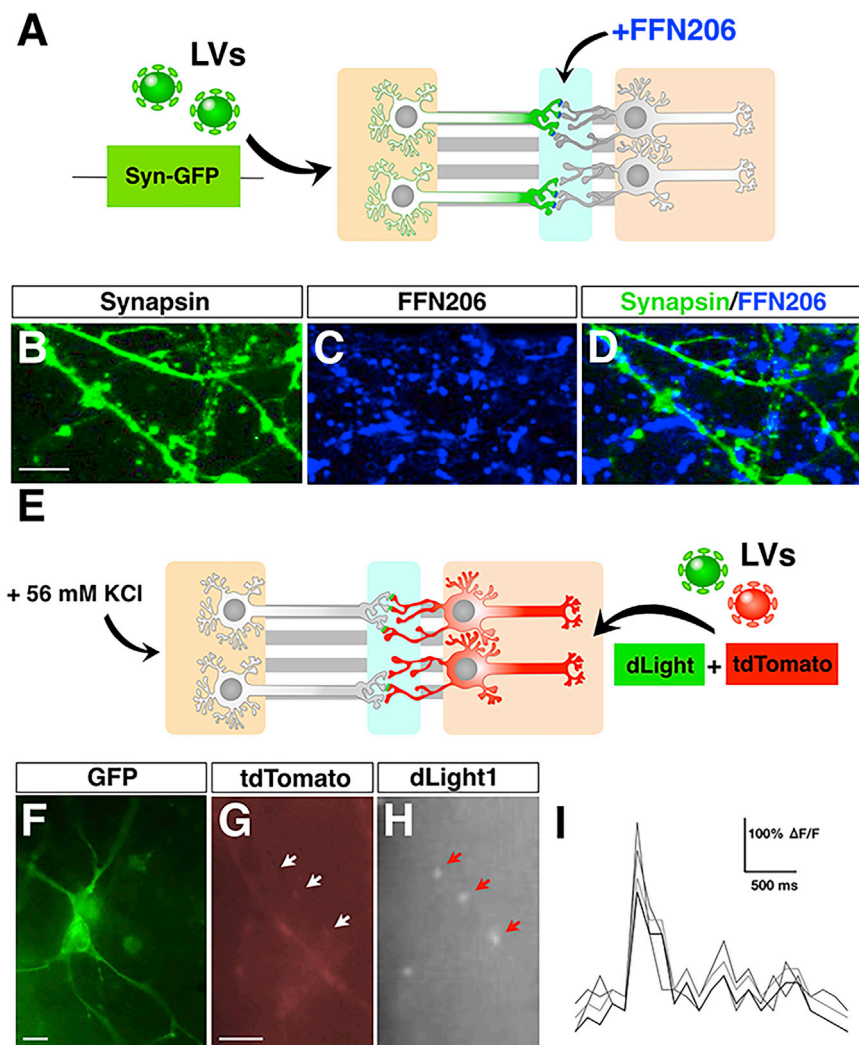 A
LVs
+FFN206
Syn-GFP
Synapsin
FFN206
Synapsin/FFN206
B
C
D
E
+ 56 mM KCl
LVs
dLight + tdTomato
GFP
tdTomato
dLight1
F
G
H
I
100% ΔF/F
500 ms